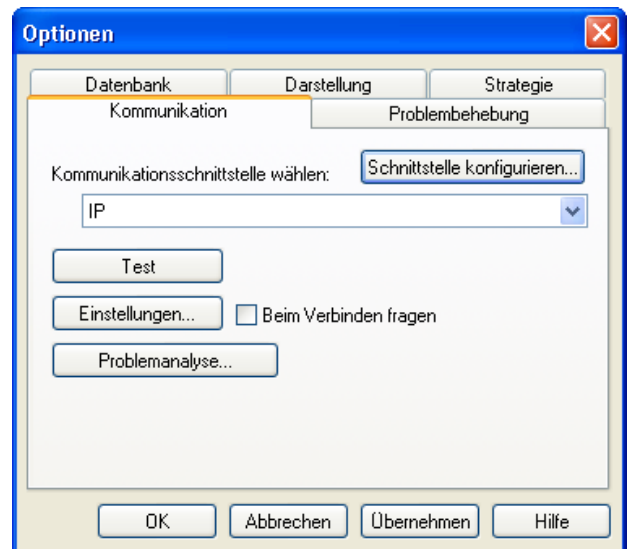 Optionen
Datenbank Darstellung Strategie
Kommunikation Problembehebung
Kommunikationsschnittstelle wählen: Schnittstelle konfigurieren...
IP
Test
Einstellungen... Beim Verbinden fragen
Problemanalyse...
OK Abbrechen Übernehmen Hilfe